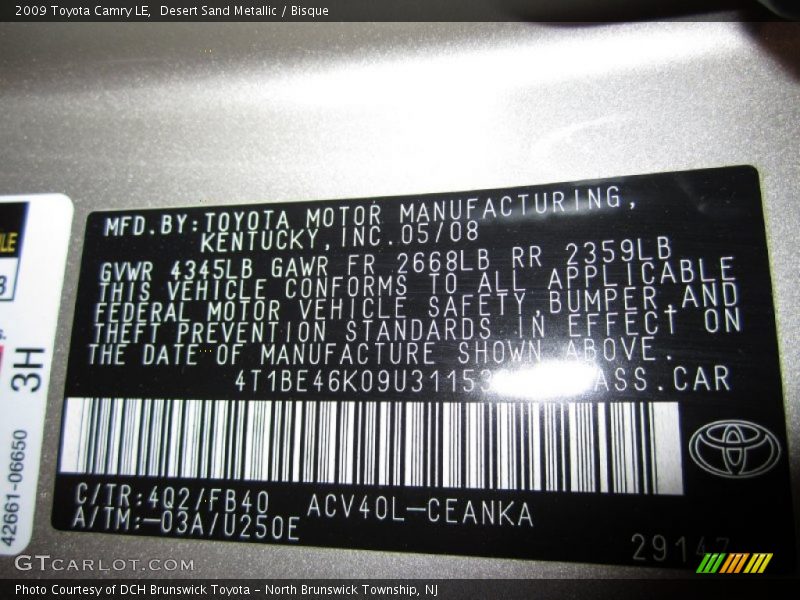 2009 Toyota Camry LE, Desert Sand Metallic / Bisque
MFD.BY:TOYOTA MOTOR MANUFACTURING,
KENTUCKY,INC.05/08
GVWR 4345LB GAWR FR 2668LB RR 2359LB
THIS VEHICLE CONFORMS TO ALL APPLICABLE
FEDERAL MOTOR VEHICLE SAFETY,BUMPER,AND
THEFT PREVENTION STANDARDS IN EFFECT ON
THE DATE OF MANUFACTURE SHOWN ABOVE.
4T1BE46K09U31153 ASS.CAR
C/TR:4Q2/FB40 ACV40L-CEANKA
A/TM:-03A/U250E
3H
42661-06650
GTCARLOT.COM
Photo Courtesy of DCH Brunswick Toyota - North Brunswick Township, NJ